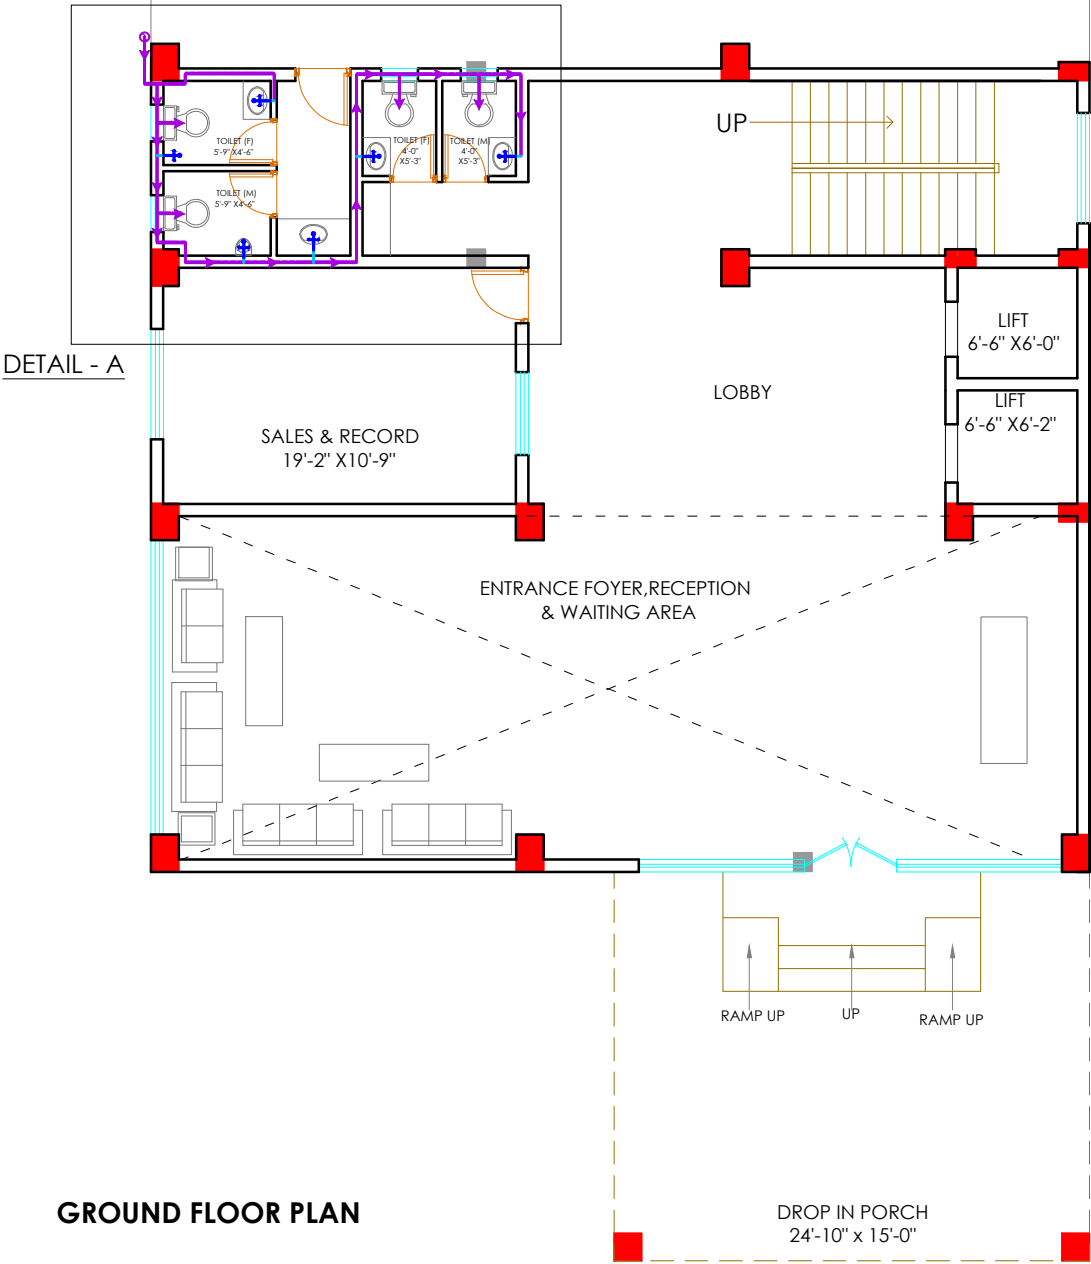 UP
TOILET (F)
5'-9" X4'-6"
TOILET (F)
4'-0"
X5'-3"
TOILET (M)
4'-0"
X5'-3"
TOILET (M)
5'-9" X4'-6"
LIFT
6'-6" X6'-0"
DETAIL - A
LOBBY
LIFT
6'-6" X6'-2"
SALES & RECORD
19'-2" X10'-9"
ENTRANCE FOYER,RECEPTION
& WAITING AREA
RAMP UP
UP
RAMP UP
GROUND FLOOR PLAN
DROP IN PORCH
24'-10" x 15'-0"